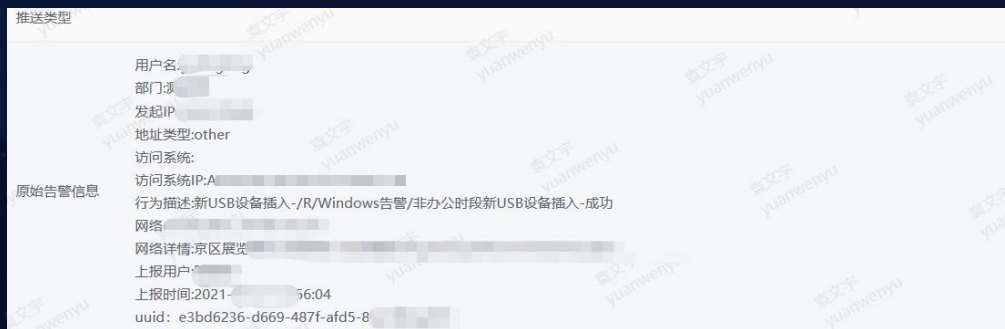 推送类型
用户名:
部门:
发起IP
地址类型:other
访问系统:
原始告警信息
访问系统IP:A
行为描述:新USB设备插入-/R/Windows告警/非办公时段新USB设备插入-成功
网络
网络详情:京区展览
上报用户:
上报时间:2021- 56:04
uuid: e3bd6236-d669-487f-afd5-8
袁文宇
yuanwenyu